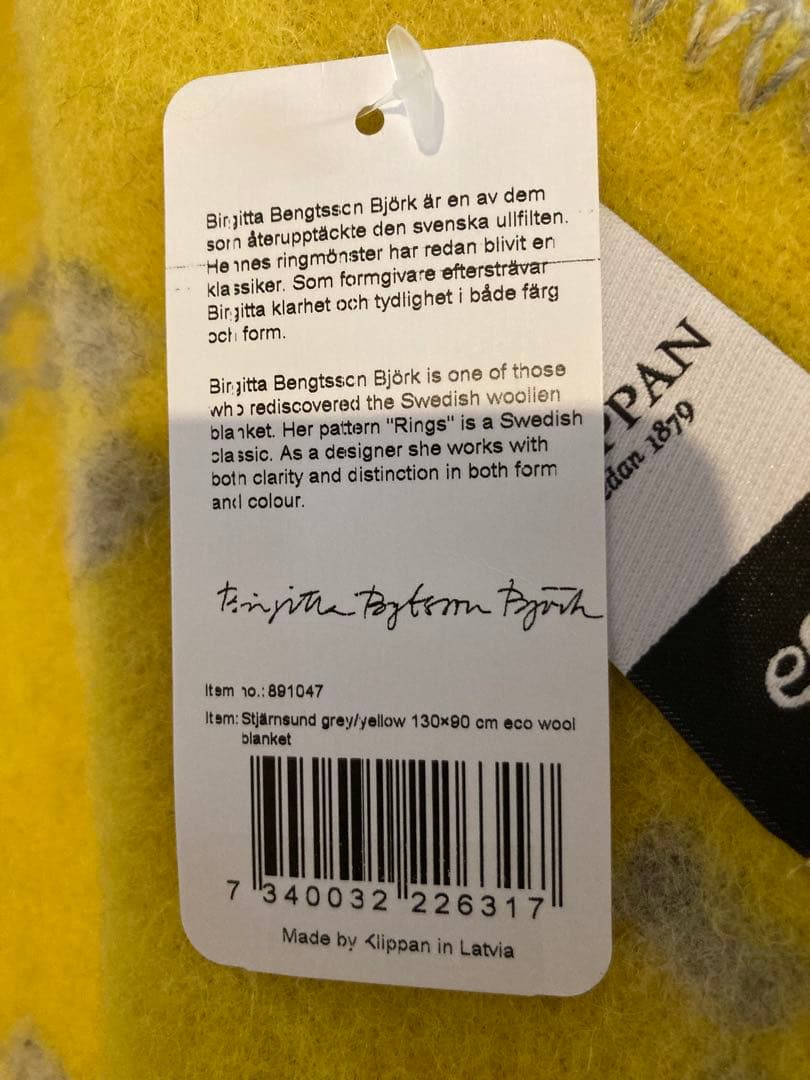 Birgitta Bengtsson Björk är en av dem
som återupptäckte den svenska ullfilten.
Hennes ringmönster har redan blivit en
klassiker. Som formgivare eftersträvar
Birgitta klarhet och tydlighet i både färg
och form.
Birgitta Bengtsson Björk is one of those
who rediscovered the Swedish woollen
blanket. Her pattern "Rings" is a Swedish
classic. As a designer she works with
both clarity and distinction in both form
and colour.
Birgitta Bengtsson Björk
Item no.: 891047
Item: Stjärnsund grey/yellow 130×90 cm eco wool
blanket
7 340032 226317
Made by Klippan in Latvia
PPAN
edan 1879